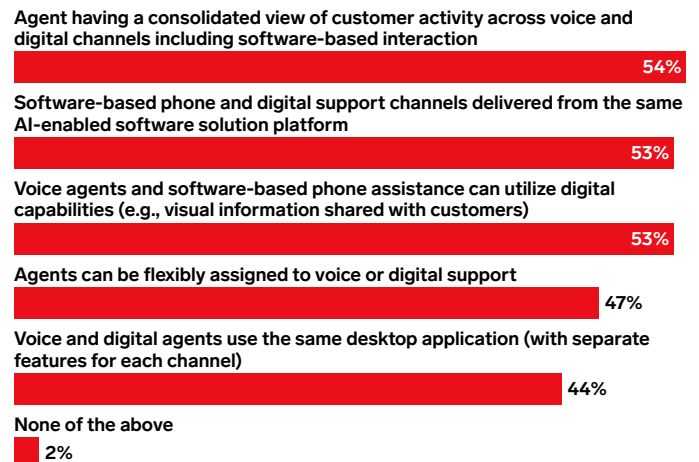 Agent having a consolidated view of customer activity across voice and
digital channels including software-based interaction
54%
Software-based phone and digital support channels delivered from the same
AI-enabled software solution platform
53%
Voice agents and software-based phone assistance can utilize digital
capabilities (e.g., visual information shared with customers)
53%
Agents can be flexibly assigned to voice or digital support
47%
Voice and digital agents use the same desktop application (with separate
features for each channel)
44%
None of the above
2%